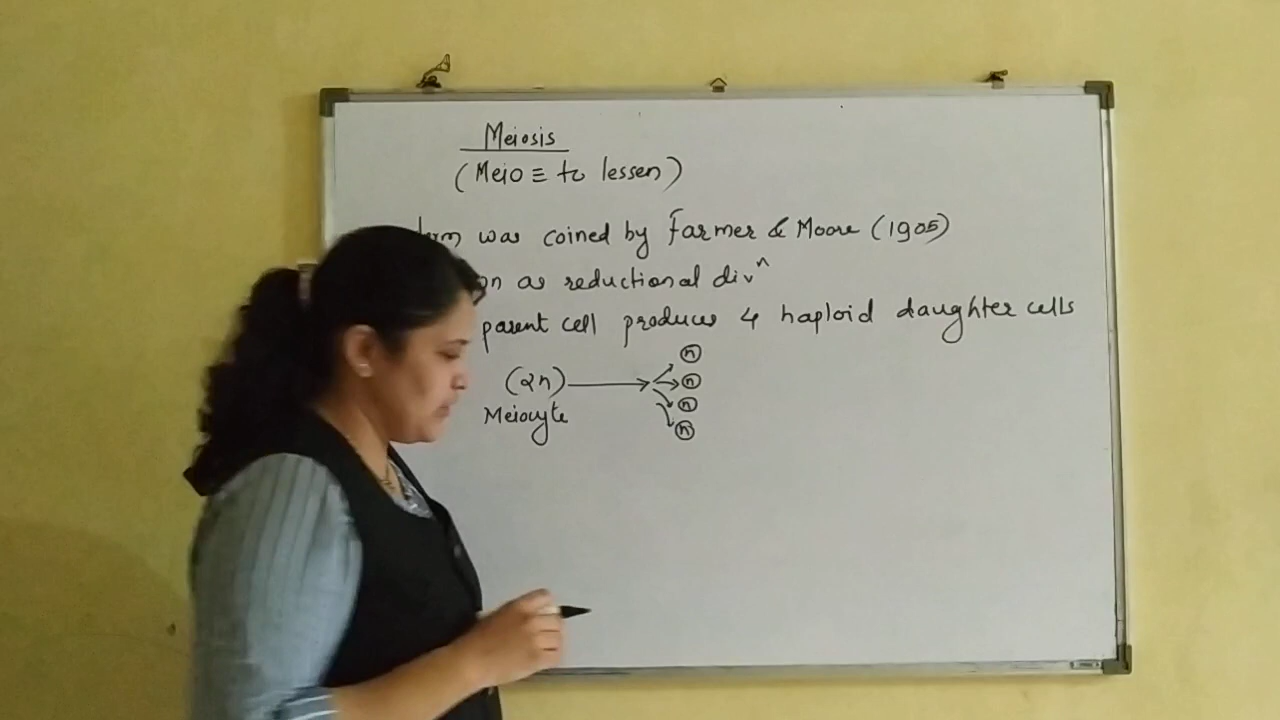 Meiosis
(Meio ≡ to lessen)
term was coined by Farmer & Moore (1905)
on as reductional divⁿ
parent cell produces 4 haploid daughter cells
(2n) → n
n
n
n
Meiocyte